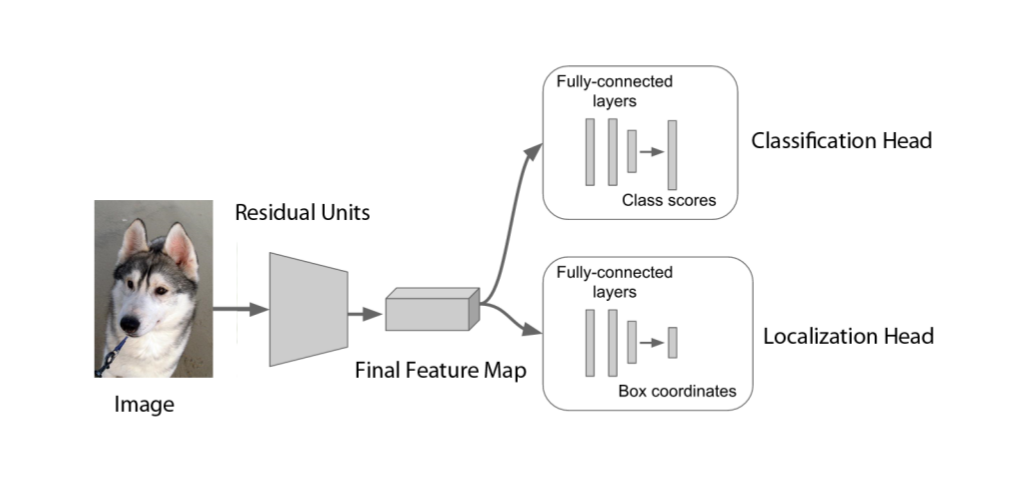 Image
Residual Units
Final Feature Map
Fully-connected
layers
Class scores
Classification Head
Fully-connected
layers
Box coordinates
Localization Head